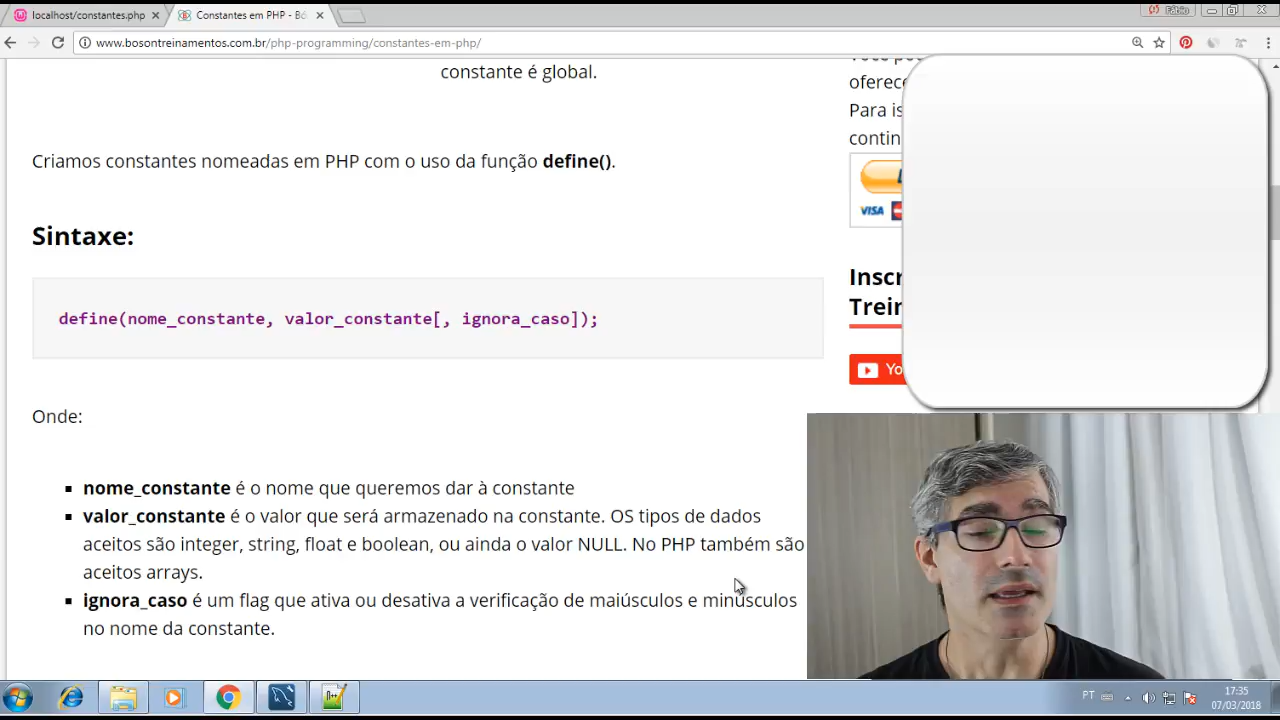 localhost/constantes.php
Constantes em PHP - Bó
Fábio
www.bosontreinamentos.com.br/php-programming/constantes-em-php/
constante é global.
oferece
Para is
contin
Criamos constantes nomeadas em PHP com o uso da função define().
VISA
Sintaxe:
Inscr
Trein
define(nome_constante, valor_constante[, ignora_caso]);
Yo
Onde:
nome_constante é o nome que queremos dar à constante
valor_constante é o valor que será armazenado na constante. OS tipos de dados
aceitos são integer, string, float e boolean, ou ainda o valor NULL. No PHP também são
aceitos arrays.
ignora_caso é um flag que ativa ou desativa a verificação de maiúsculos e minúsculos
no nome da constante.
PT
17:35
07/03/2018